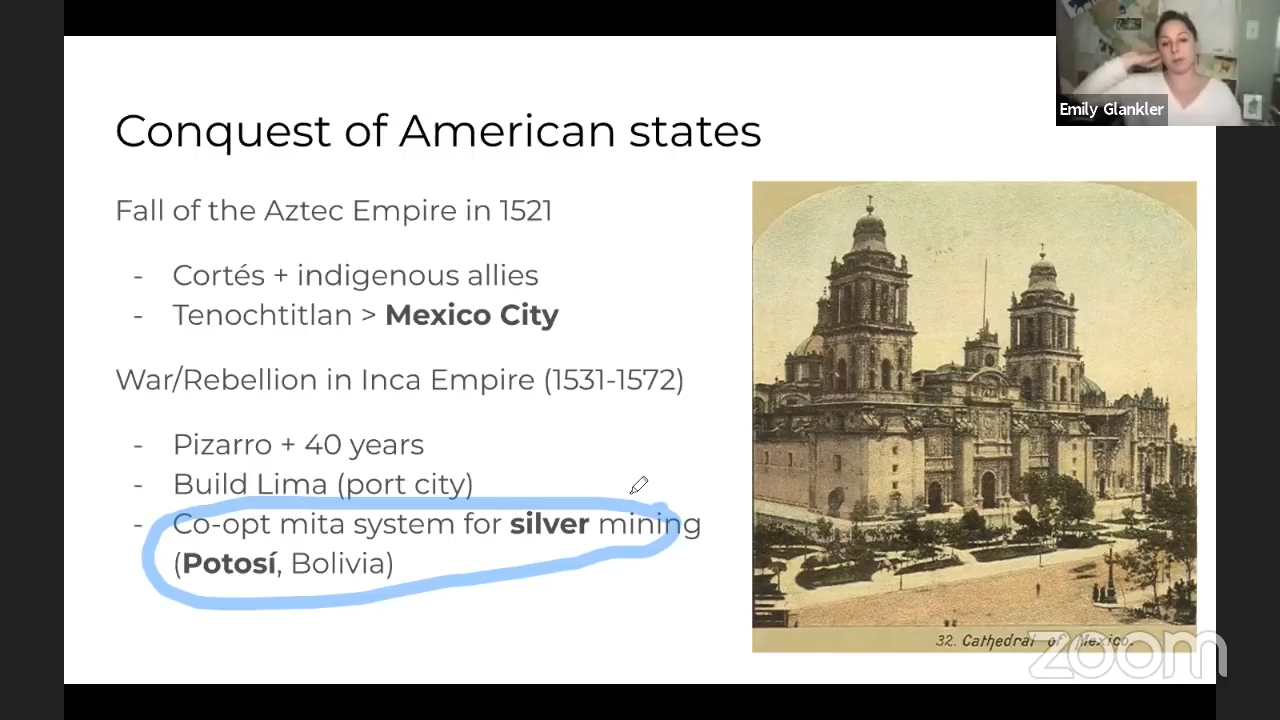 Emily Glankler
Conquest of American states
Fall of the Aztec Empire in 1521
- Cortés + indigenous allies
- Tenochtitlan > Mexico City
War/Rebellion in Inca Empire (1531-1572)
- Pizarro + 40 years
- Build Lima (port city)
- Co-opt mita system for silver mining
(Potosí, Bolivia)
32. Cathedral of Mexico.
zoom